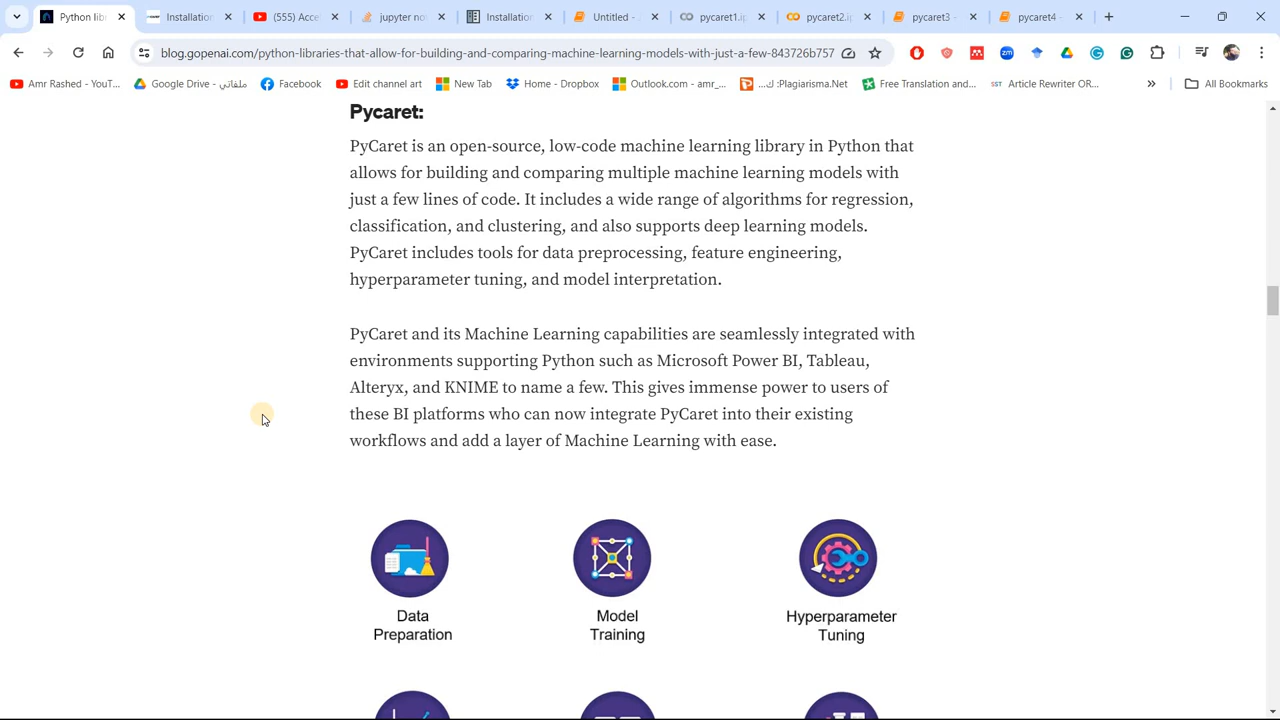 Python lib
Installation
(555) Acce
jupyter no
Installation
Untitled
pycaret1.i
pycaret2.ip
pycaret3 -
pycaret4 -
blog.gopenai.com/python-libraries-that-allow-for-building-and-comparing-machine-learning-models-with-just-a-few-843726b757
Amr Rashed - YouT...
Google Drive - ملفاتي
Facebook
Edit channel art
New Tab
Home - Dropbox
Outlook.com - amr_...
ك...:Plagiarisma.Net
Free Translation and...
SST Article Rewriter OR...
All Bookmarks
Pycaret:
PyCaret is an open-source, low-code machine learning library in Python that
allows for building and comparing multiple machine learning models with
just a few lines of code. It includes a wide range of algorithms for regression,
classification, and clustering, and also supports deep learning models.
PyCaret includes tools for data preprocessing, feature engineering,
hyperparameter tuning, and model interpretation.
PyCaret and its Machine Learning capabilities are seamlessly integrated with
environments supporting Python such as Microsoft Power BI, Tableau,
Alteryx, and KNIME to name a few. This gives immense power to users of
these BI platforms who can now integrate PyCaret into their existing
workflows and add a layer of Machine Learning with ease.
Data
Preparation
Model
Training
Hyperparameter
Tuning